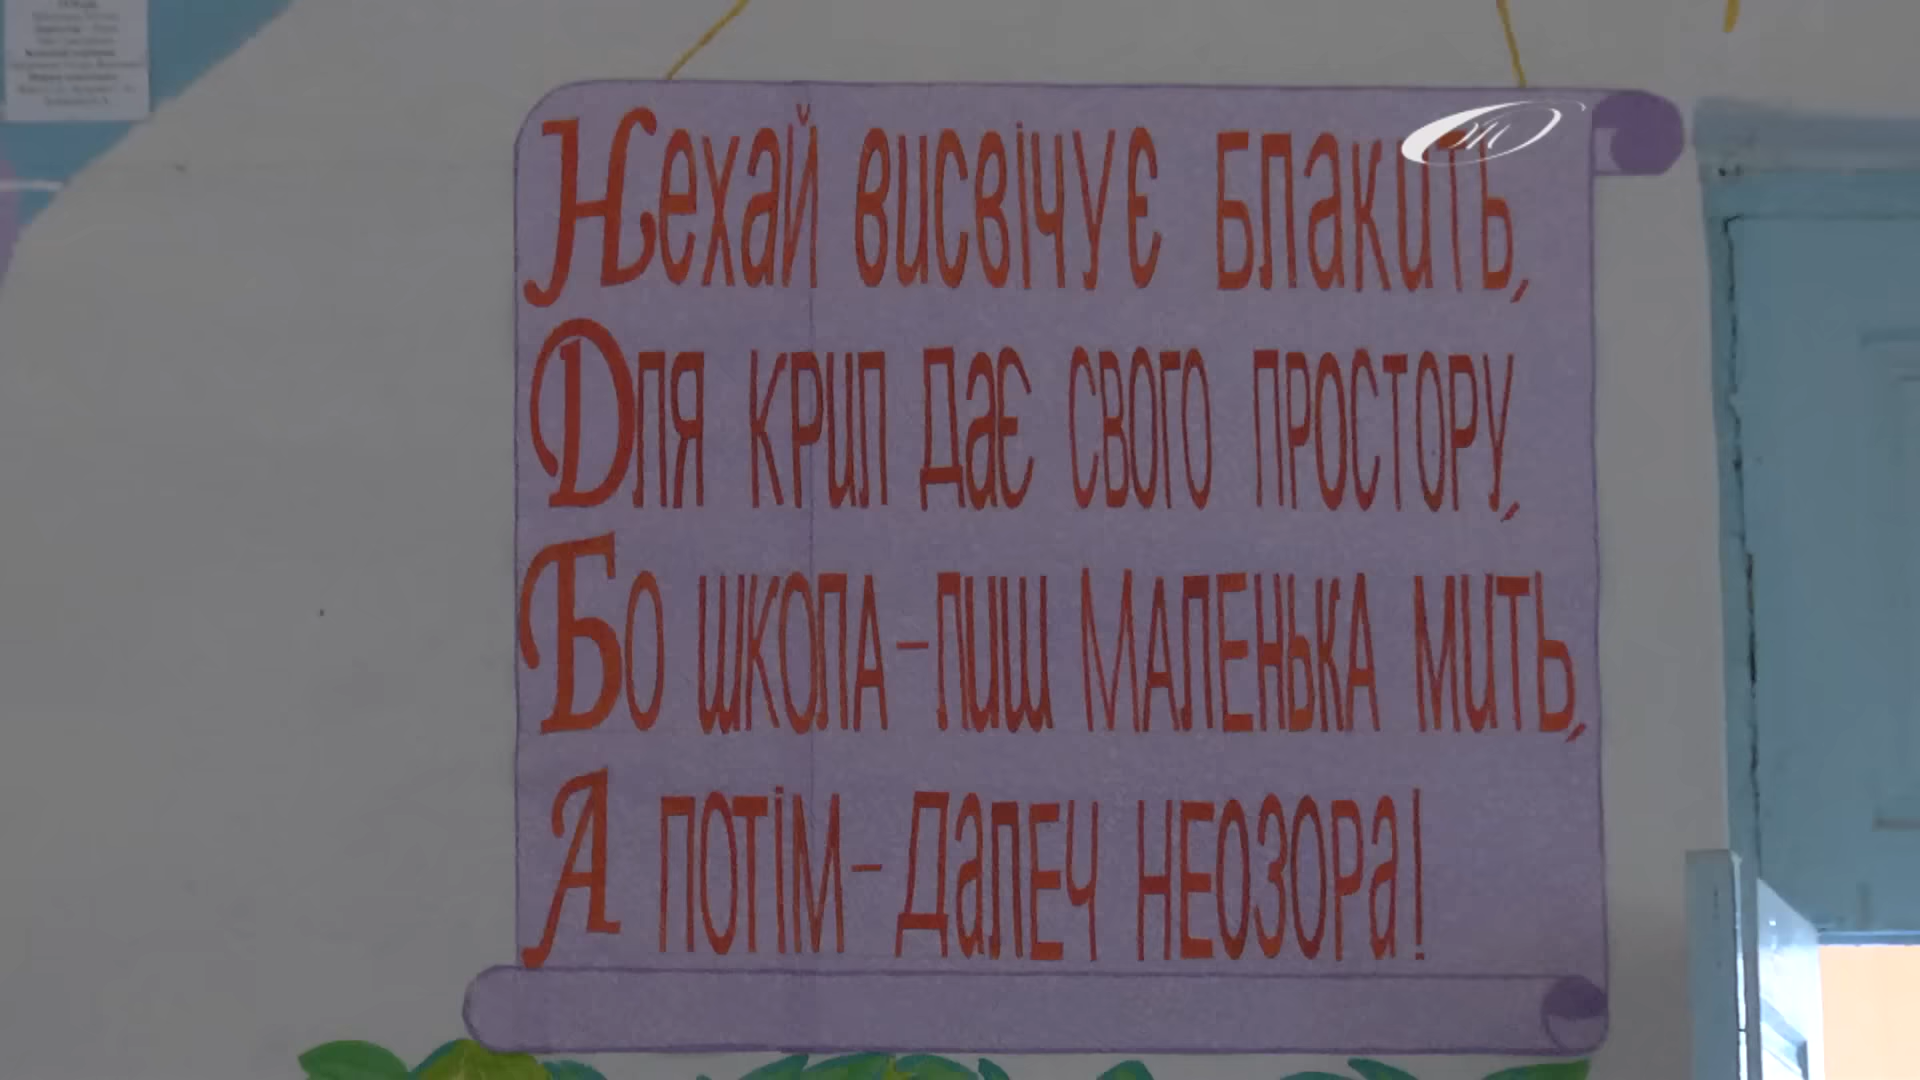 Нехай висвічує блакить,
Для крил дає свого простору,
Бо школа – лиш маленька мить,
А потім – далеч неозора!